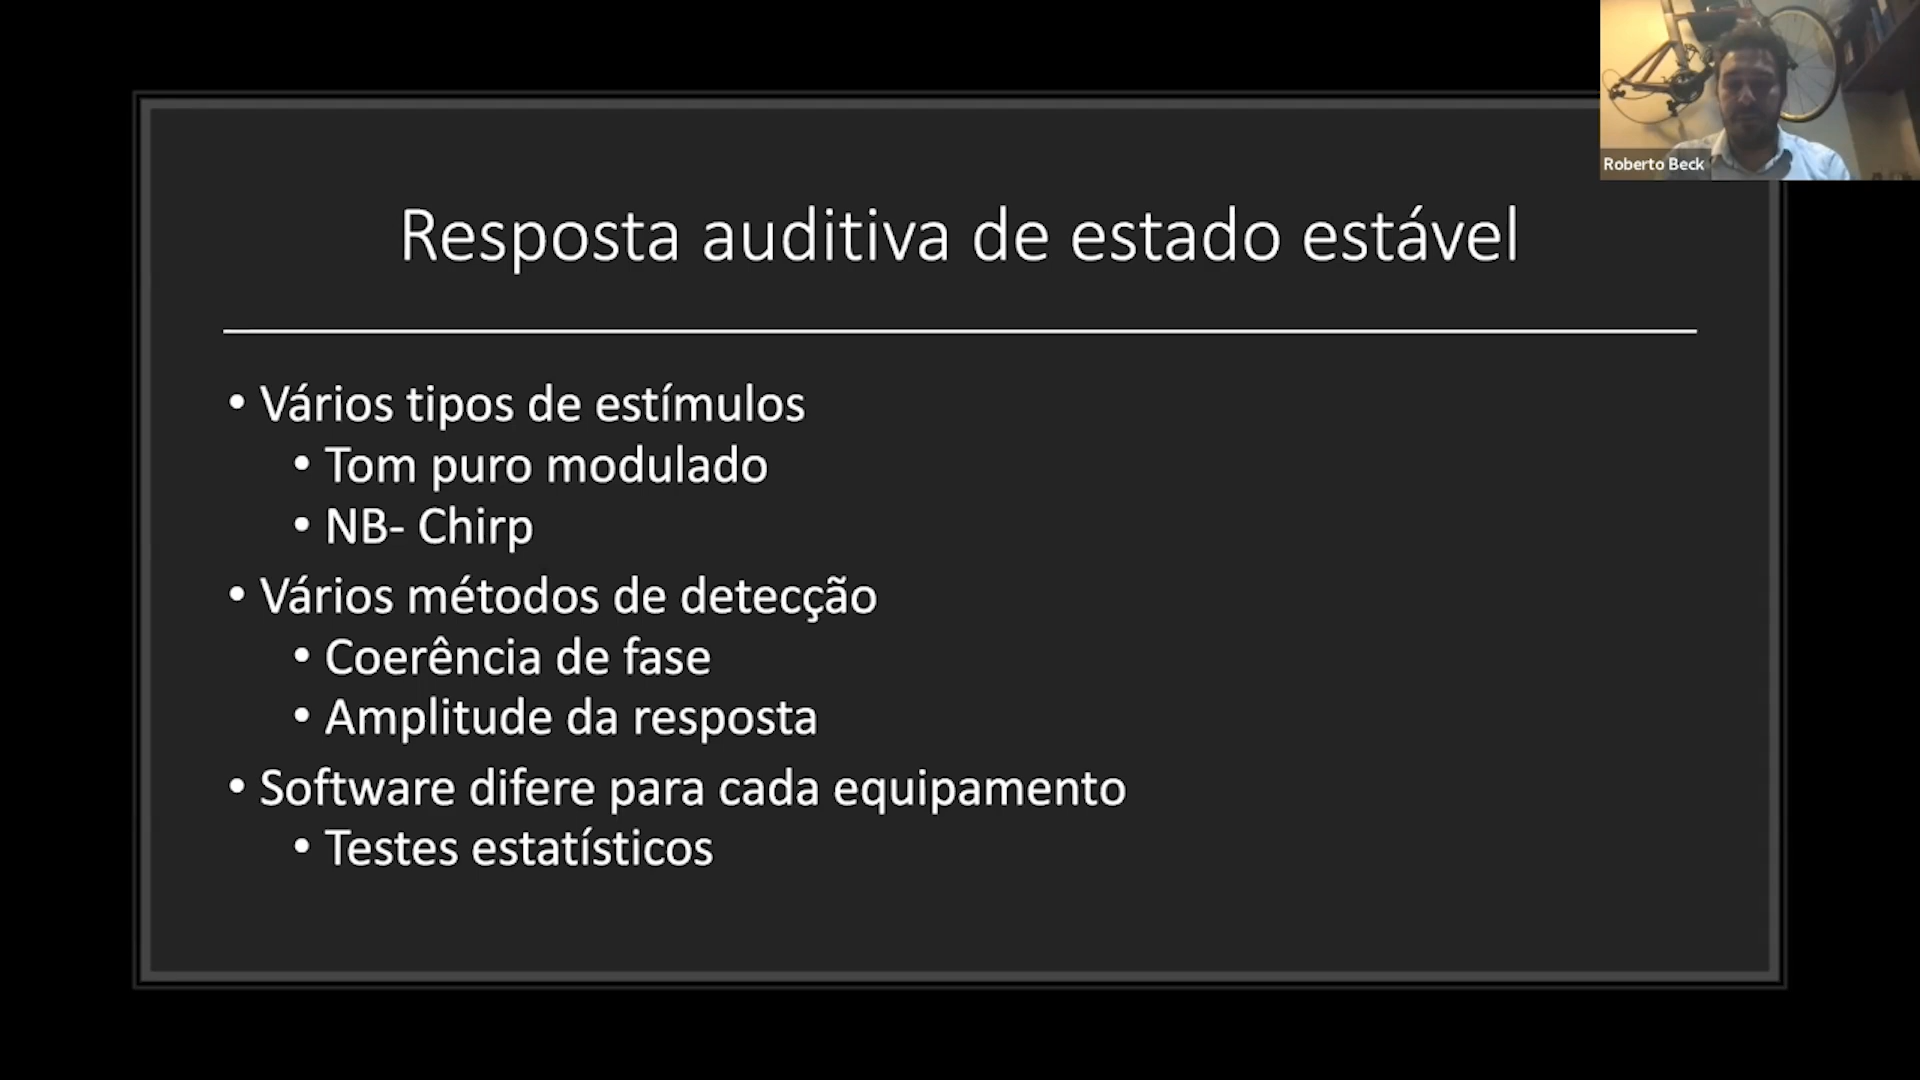 Roberto Beck
Resposta auditiva de estado estável
• Vários tipos de estímulos
• Tom puro modulado
• NB- Chirp
• Vários métodos de detecção
• Coerência de fase
• Amplitude da resposta
• Software difere para cada equipamento
• Testes estatísticos